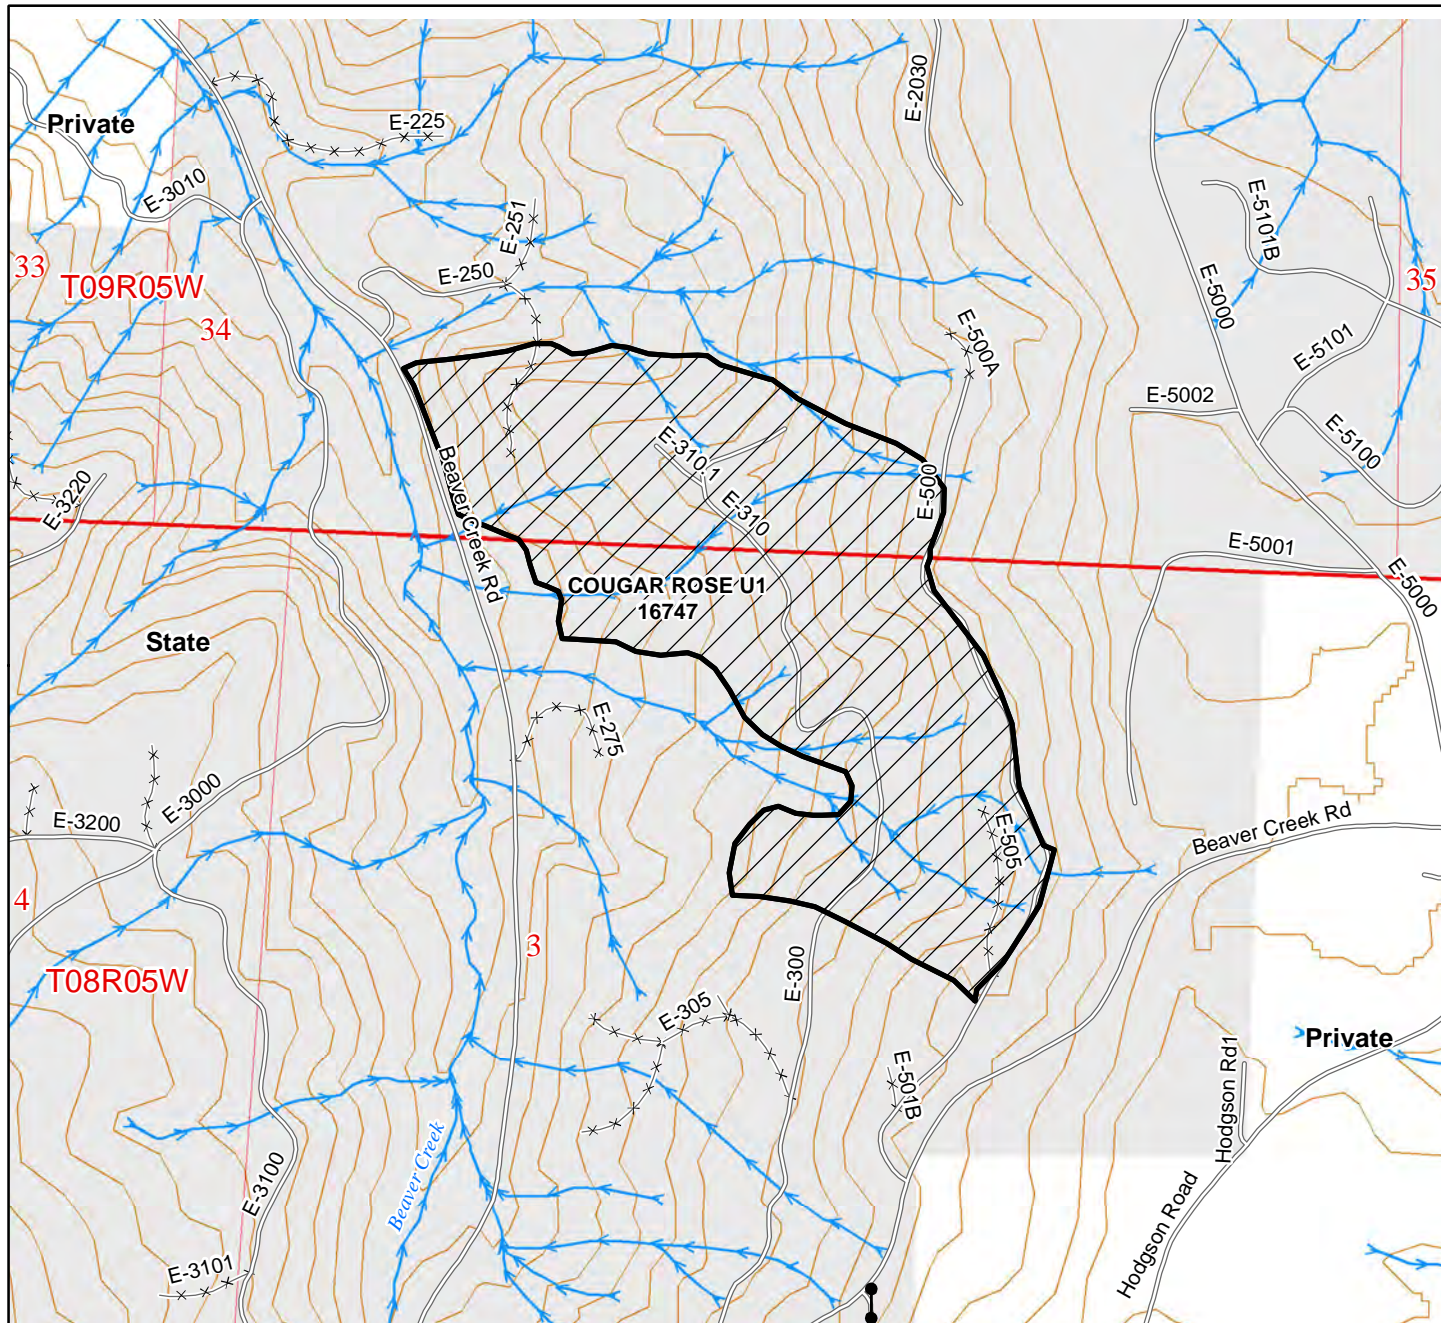 E-2030
Private
E-225
E-3010
E-251
E-5101B
33
T09R05W
E-250
35
34
E-5000
E-500A
E-5101
E-5002
E-310.1
E-5100
E-3220
Beaver Creek Rd
E-500
E-310
E-5001
COUGAR ROSE U1
16747
E-5000
State
E-275
E-3000
E-3200
E-505
Beaver Creek Rd
4
3
T08R05W
E-300
E-305
Private
Hodgson Rd1
E-501B
Beaver Creek
E-3100
Hodgson Road
E-3101